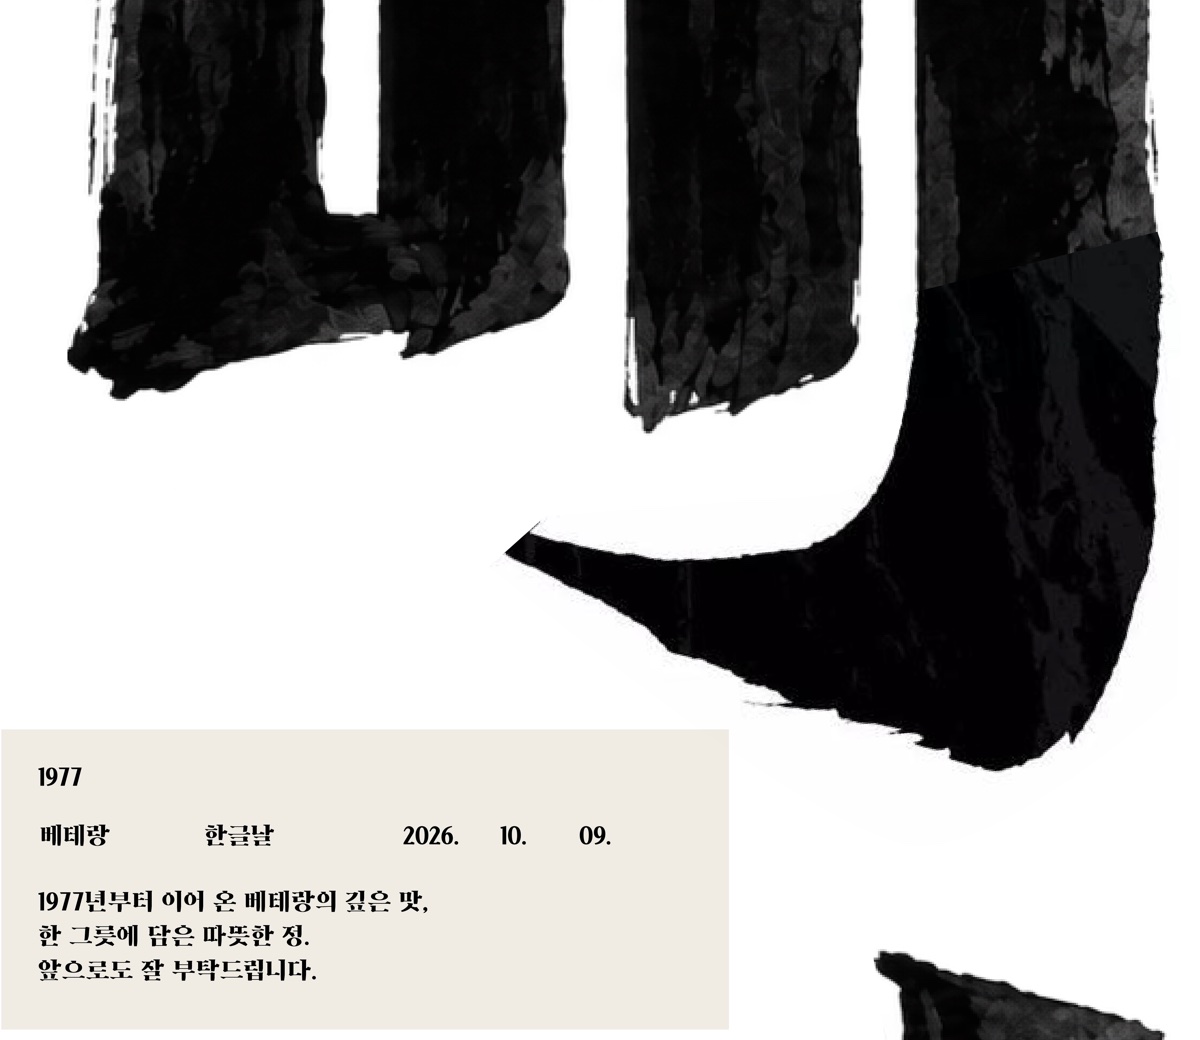 1977
베테랑 한글날 2026. 10. 09.
1977년부터 이어 온 베테랑의 깊은 맛,
한 그릇에 담은 따뜻한 정.
앞으로도 잘 부탁드립니다.